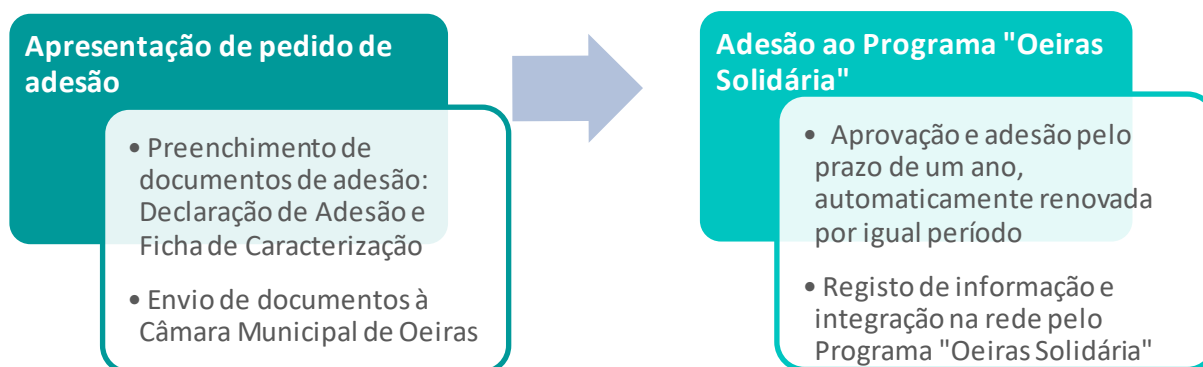 Apresentação de pedido de
adesão
• Preenchimento de
documentos de adesão:
Declaração de Adesão e
Ficha de Caracterização
• Envio de documentos à
Câmara Municipal de Oeiras
Adesão ao Programa "Oeiras
Solidária"
• Aprovação e adesão pelo
prazo de um ano,
automaticamente renovada
por igual período
• Registo de informação e
integração na rede pelo
Programa "Oeiras Solidária"